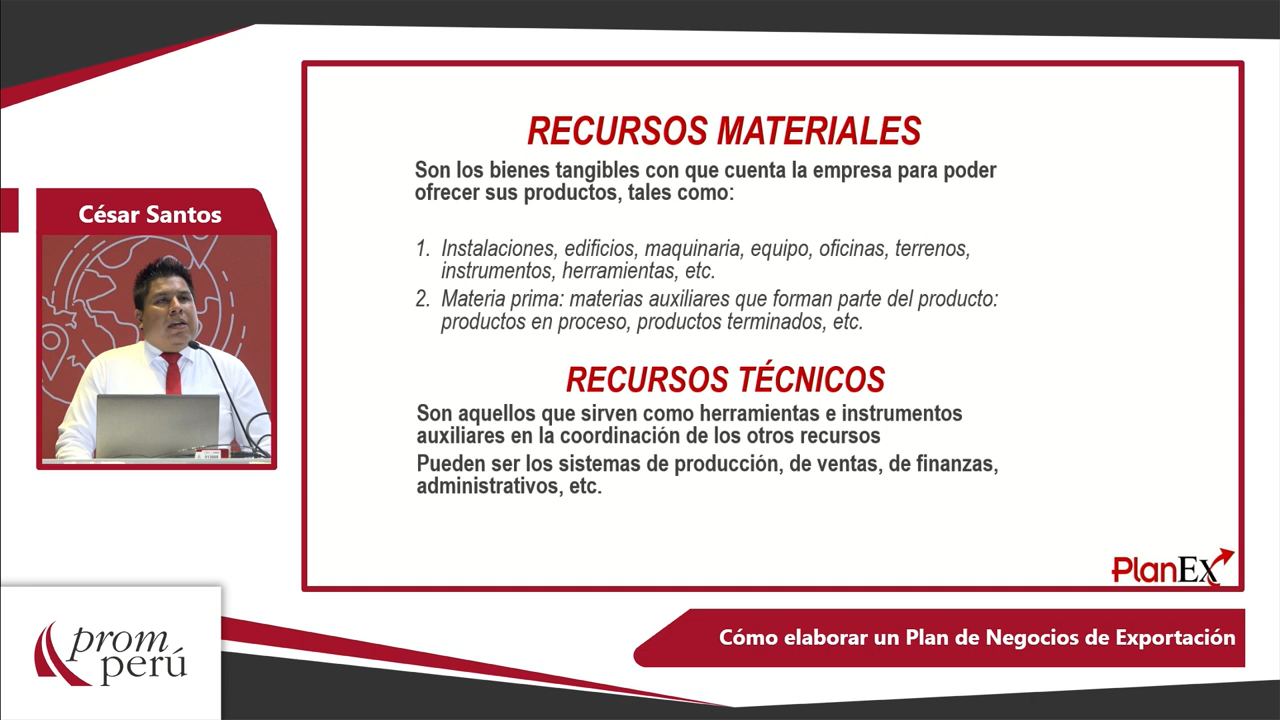 César Santos
RECURSOS MATERIALES
Son los bienes tangibles con que cuenta la empresa para poder
ofrecer sus productos, tales como:
1. Instalaciones, edificios, maquinaria, equipo, oficinas, terrenos,
instrumentos, herramientas, etc.
2. Materia prima: materias auxiliares que forman parte del producto:
productos en proceso, productos terminados, etc.
RECURSOS TÉCNICOS
Son aquellos que sirven como herramientas e instrumentos
auxiliares en la coordinación de los otros recursos
Pueden ser los sistemas de producción, de ventas, de finanzas,
administrativos, etc.
PlanEx
prom
perú
Cómo elaborar un Plan de Negocios de Exportación